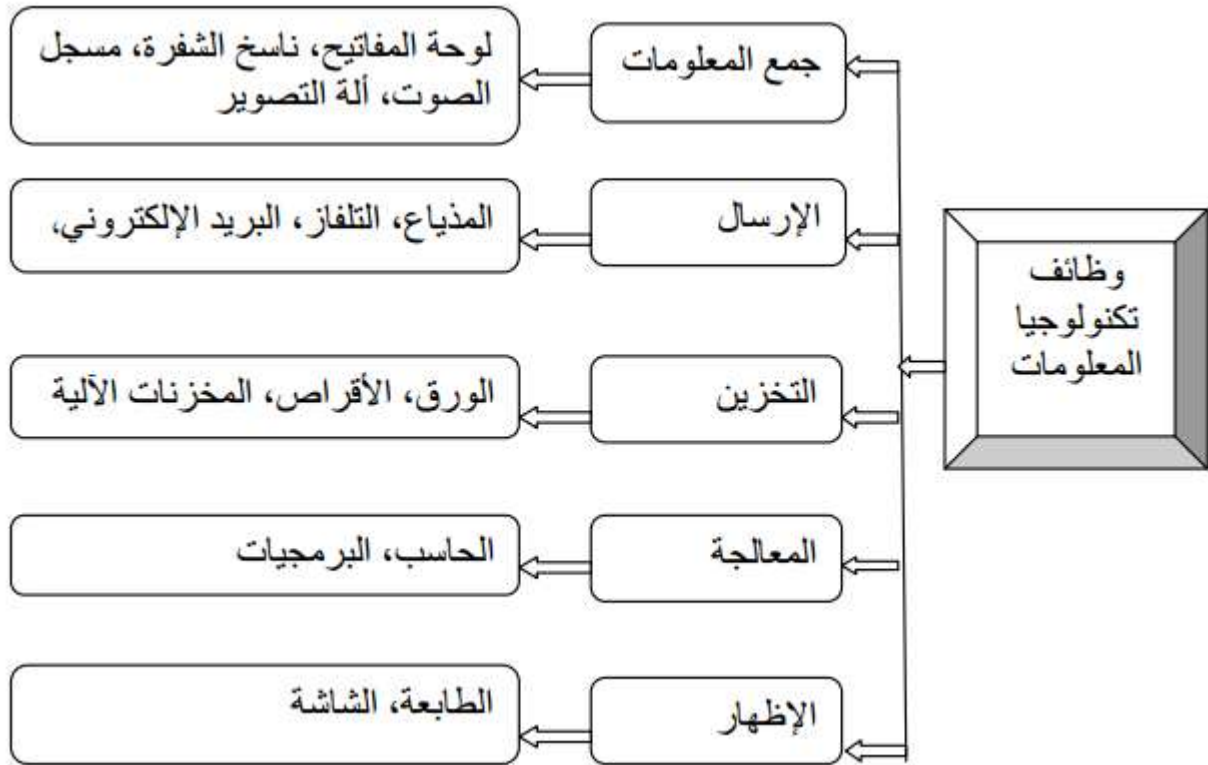 وظائف
تكنولوجيا
المعلومات
جمع المعلومات
لوحة المفاتيح، ناسخ الشفرة، مسجل
الصوت، ألة التصوير
الإرسال
المذياع، التلفاز، البريد الإلكتروني،
التخزين
الورق، الأقراص، المخزنات الآلية
المعالجة
الحاسب، البرمجيات
الإظهار
الطابعة، الشاشة